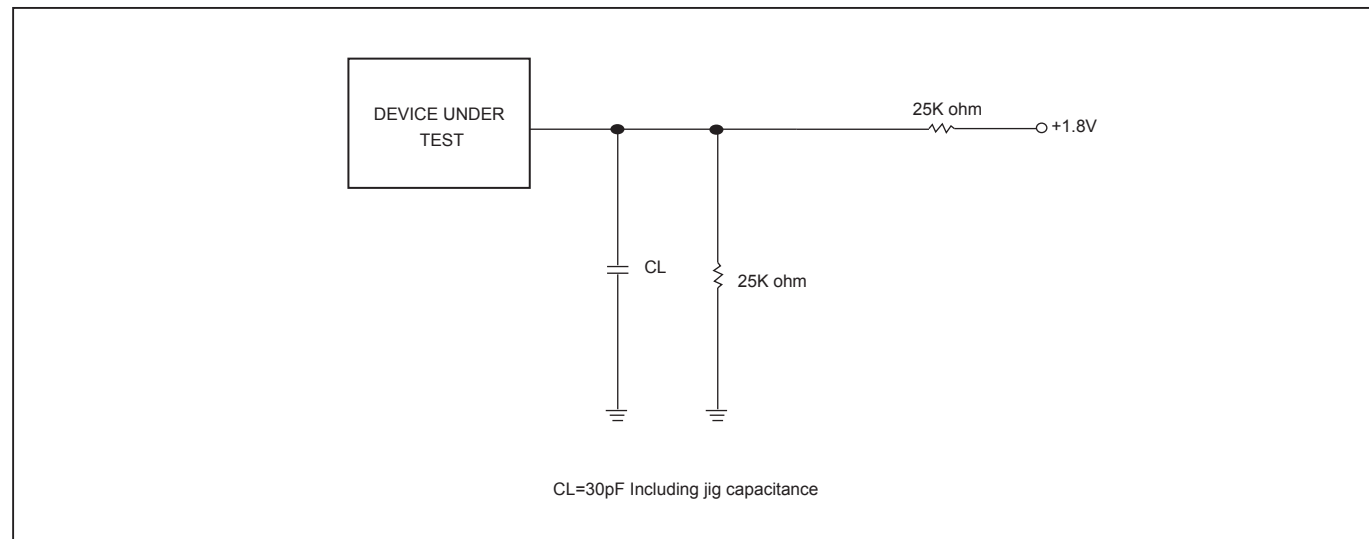 DEVICE UNDER
TEST
25K ohm
+1.8V
CL
25K ohm
CL=30pF Including jig capacitance